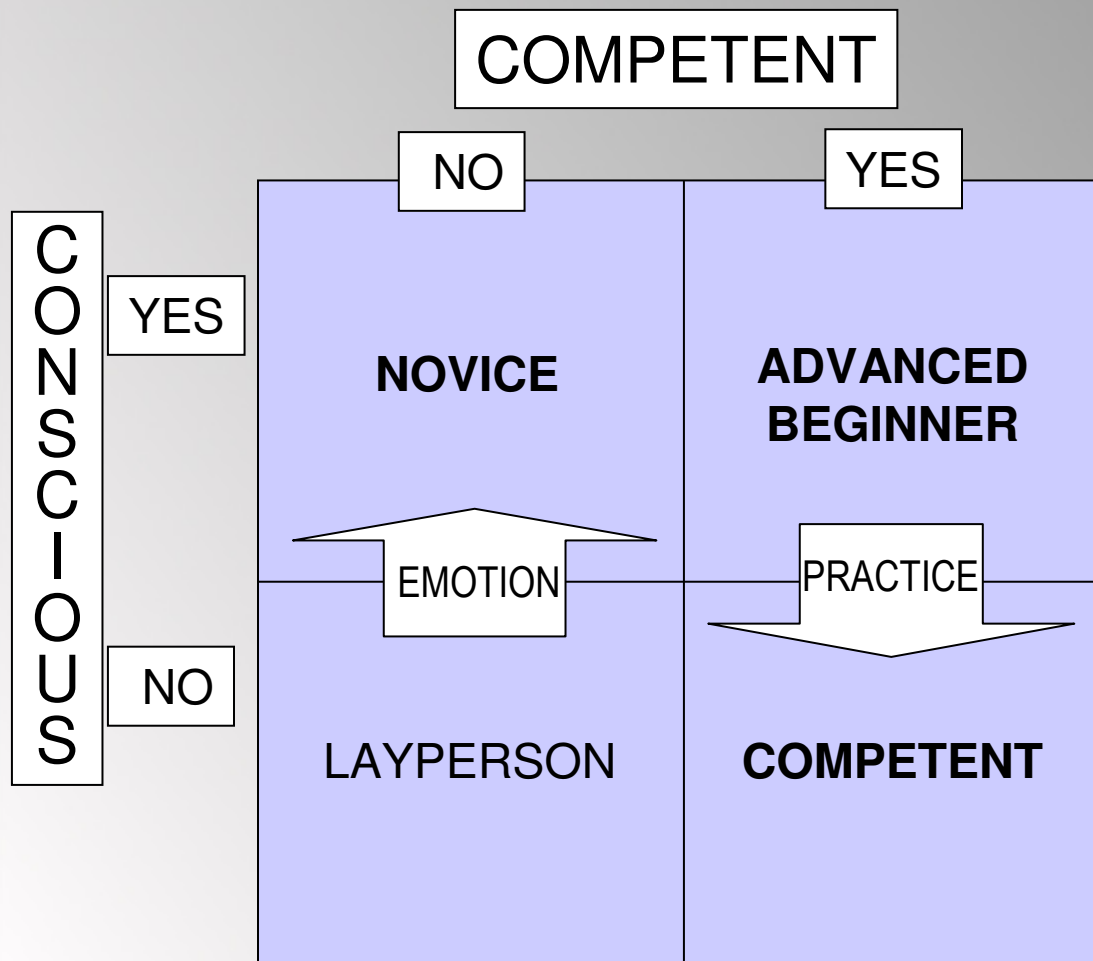 COMPETENT
NO
YES
CONSCIOUS
YES
NOVICE
ADVANCED
BEGINNER
EMOTION
PRACTICE
NO
LAYPERSON
COMPETENT